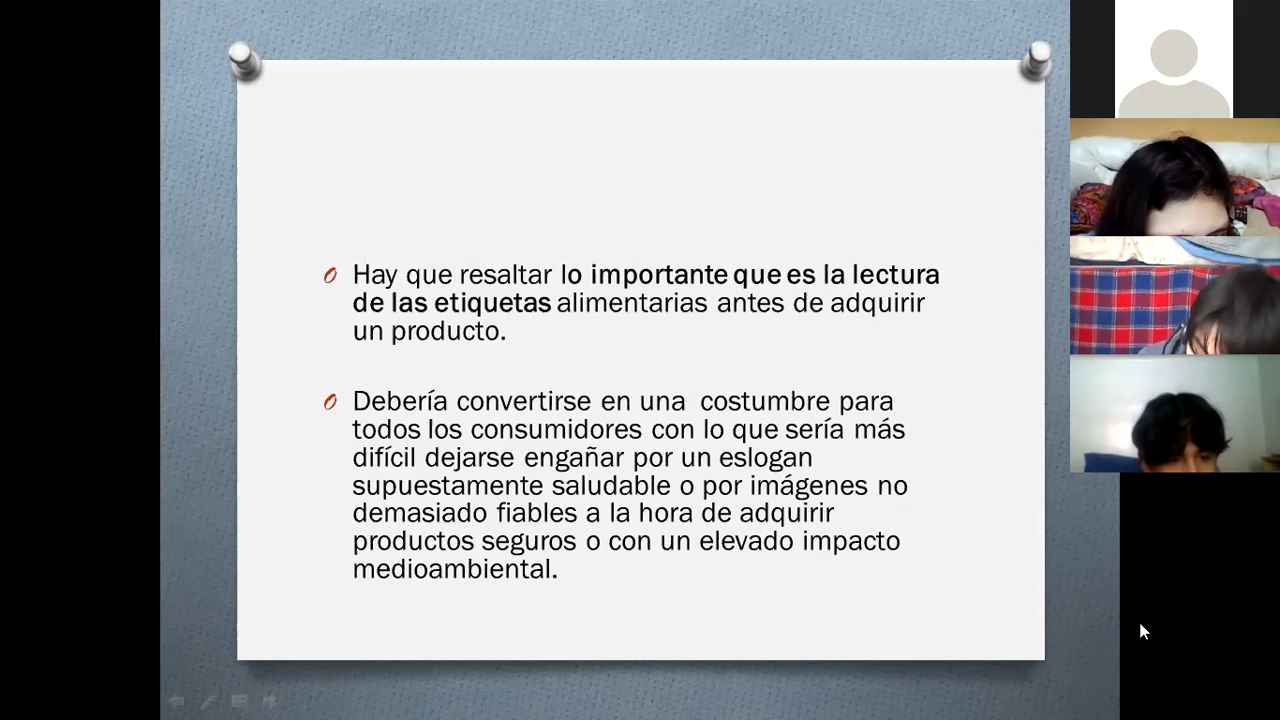 Hay que resaltar lo importante que es la lectura
de las etiquetas alimentarias antes de adquirir
un producto.
Debería convertirse en una costumbre para
todos los consumidores con lo que sería más
difícil dejarse engañar por un eslogan
supuestamente saludable o por imágenes no
demasiado fiables a la hora de adquirir
productos seguros o con un elevado impacto
medioambiental.